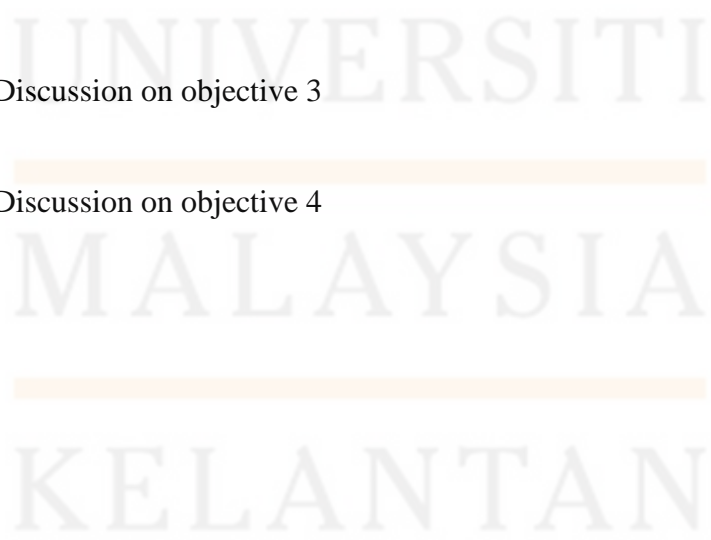 UNIVERSITI
Discussion on objective 3
Discussion on objective 4
MALAYSIA
KELANTAN